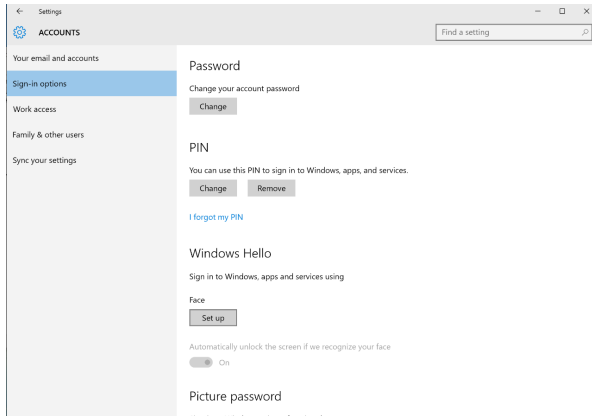 Settings
ACCOUNTS
Find a setting
Your email and accounts
Sign-in options
Work access
Family & other users
Sync your settings
Password
Change your account password
Change
PIN
You can use this PIN to sign in to Windows, apps, and services.
Change Remove
I forgot my PIN
Windows Hello
Sign in to Windows, apps and services using
Face
Set up
Automatically unlock the screen if we recognize your face
On
Picture password